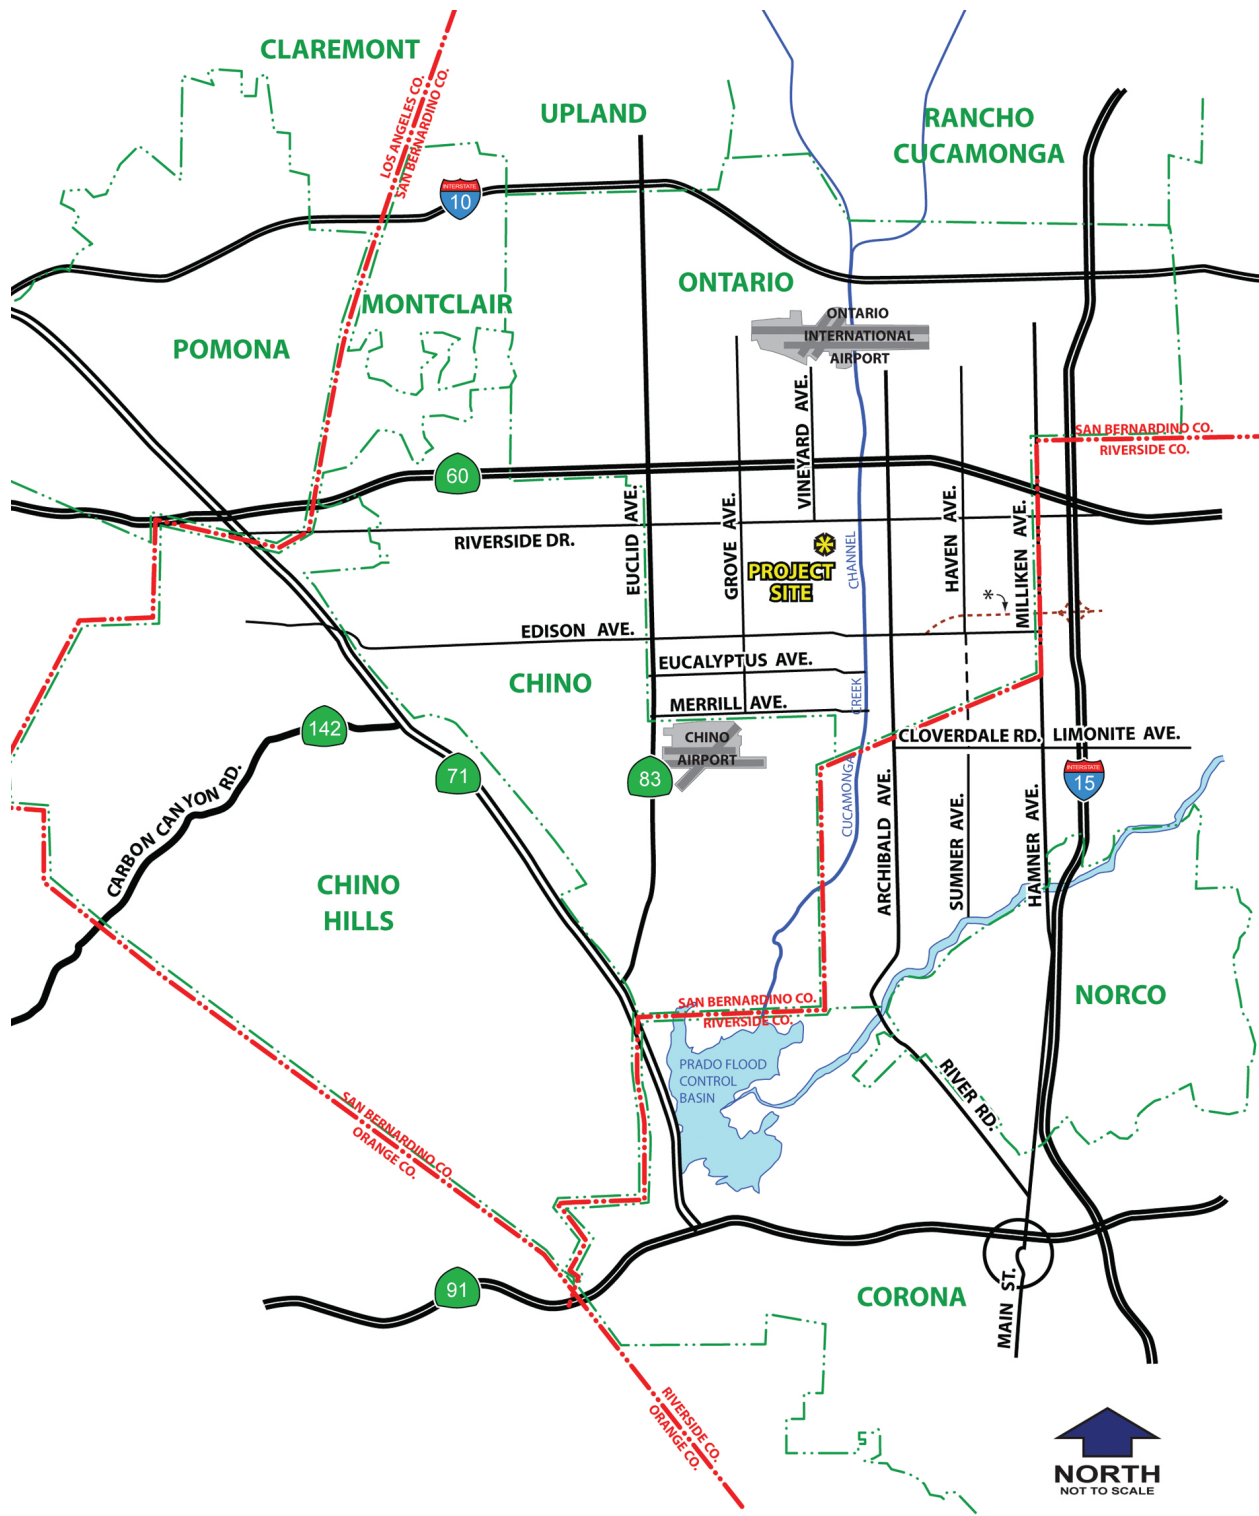 CLAREMONT
LOS ANGELES CO.
SAN BERNARDINO CO.
UPLAND
RANCHO
CUCAMONGA
INTERSTATE
10
ONTARIO
MONTCLAIR
POMONA
ONTARIO
INTERNATIONAL
AIRPORT
VINEYARD AVE.
SAN BERNARDINO CO.
RIVERSIDE CO.
60
EUCLID AVE.
GROVE AVE.
HAVEN AVE.
MILLIKEN AVE.
RIVERSIDE DR.
PROJECT
SITE
CHANNEL
*
EDISON AVE.
EUCALYPTUS AVE.
CHINO
MERRILL AVE.
CREEK
142
CHINO
AIRPORT
CLOVERDALE RD.
LIMONITE AVE.
71
83
INTERSTATE
15
CARBON CANYON RD.
CUCAMONGA
ARCHIBALD AVE.
SUMNER AVE.
HAMNER AVE.
CHINO
HILLS
NORCO
SAN BERNARDINO CO.
RIVERSIDE CO.
PRADO FLOOD
CONTROL
BASIN
RIVER RD.
SAN BERNARDINO CO.
ORANGE CO.
91
CORONA
MAIN ST.
RIVERSIDE CO.
ORANGE CO.
NORTH
NOT TO SCALE